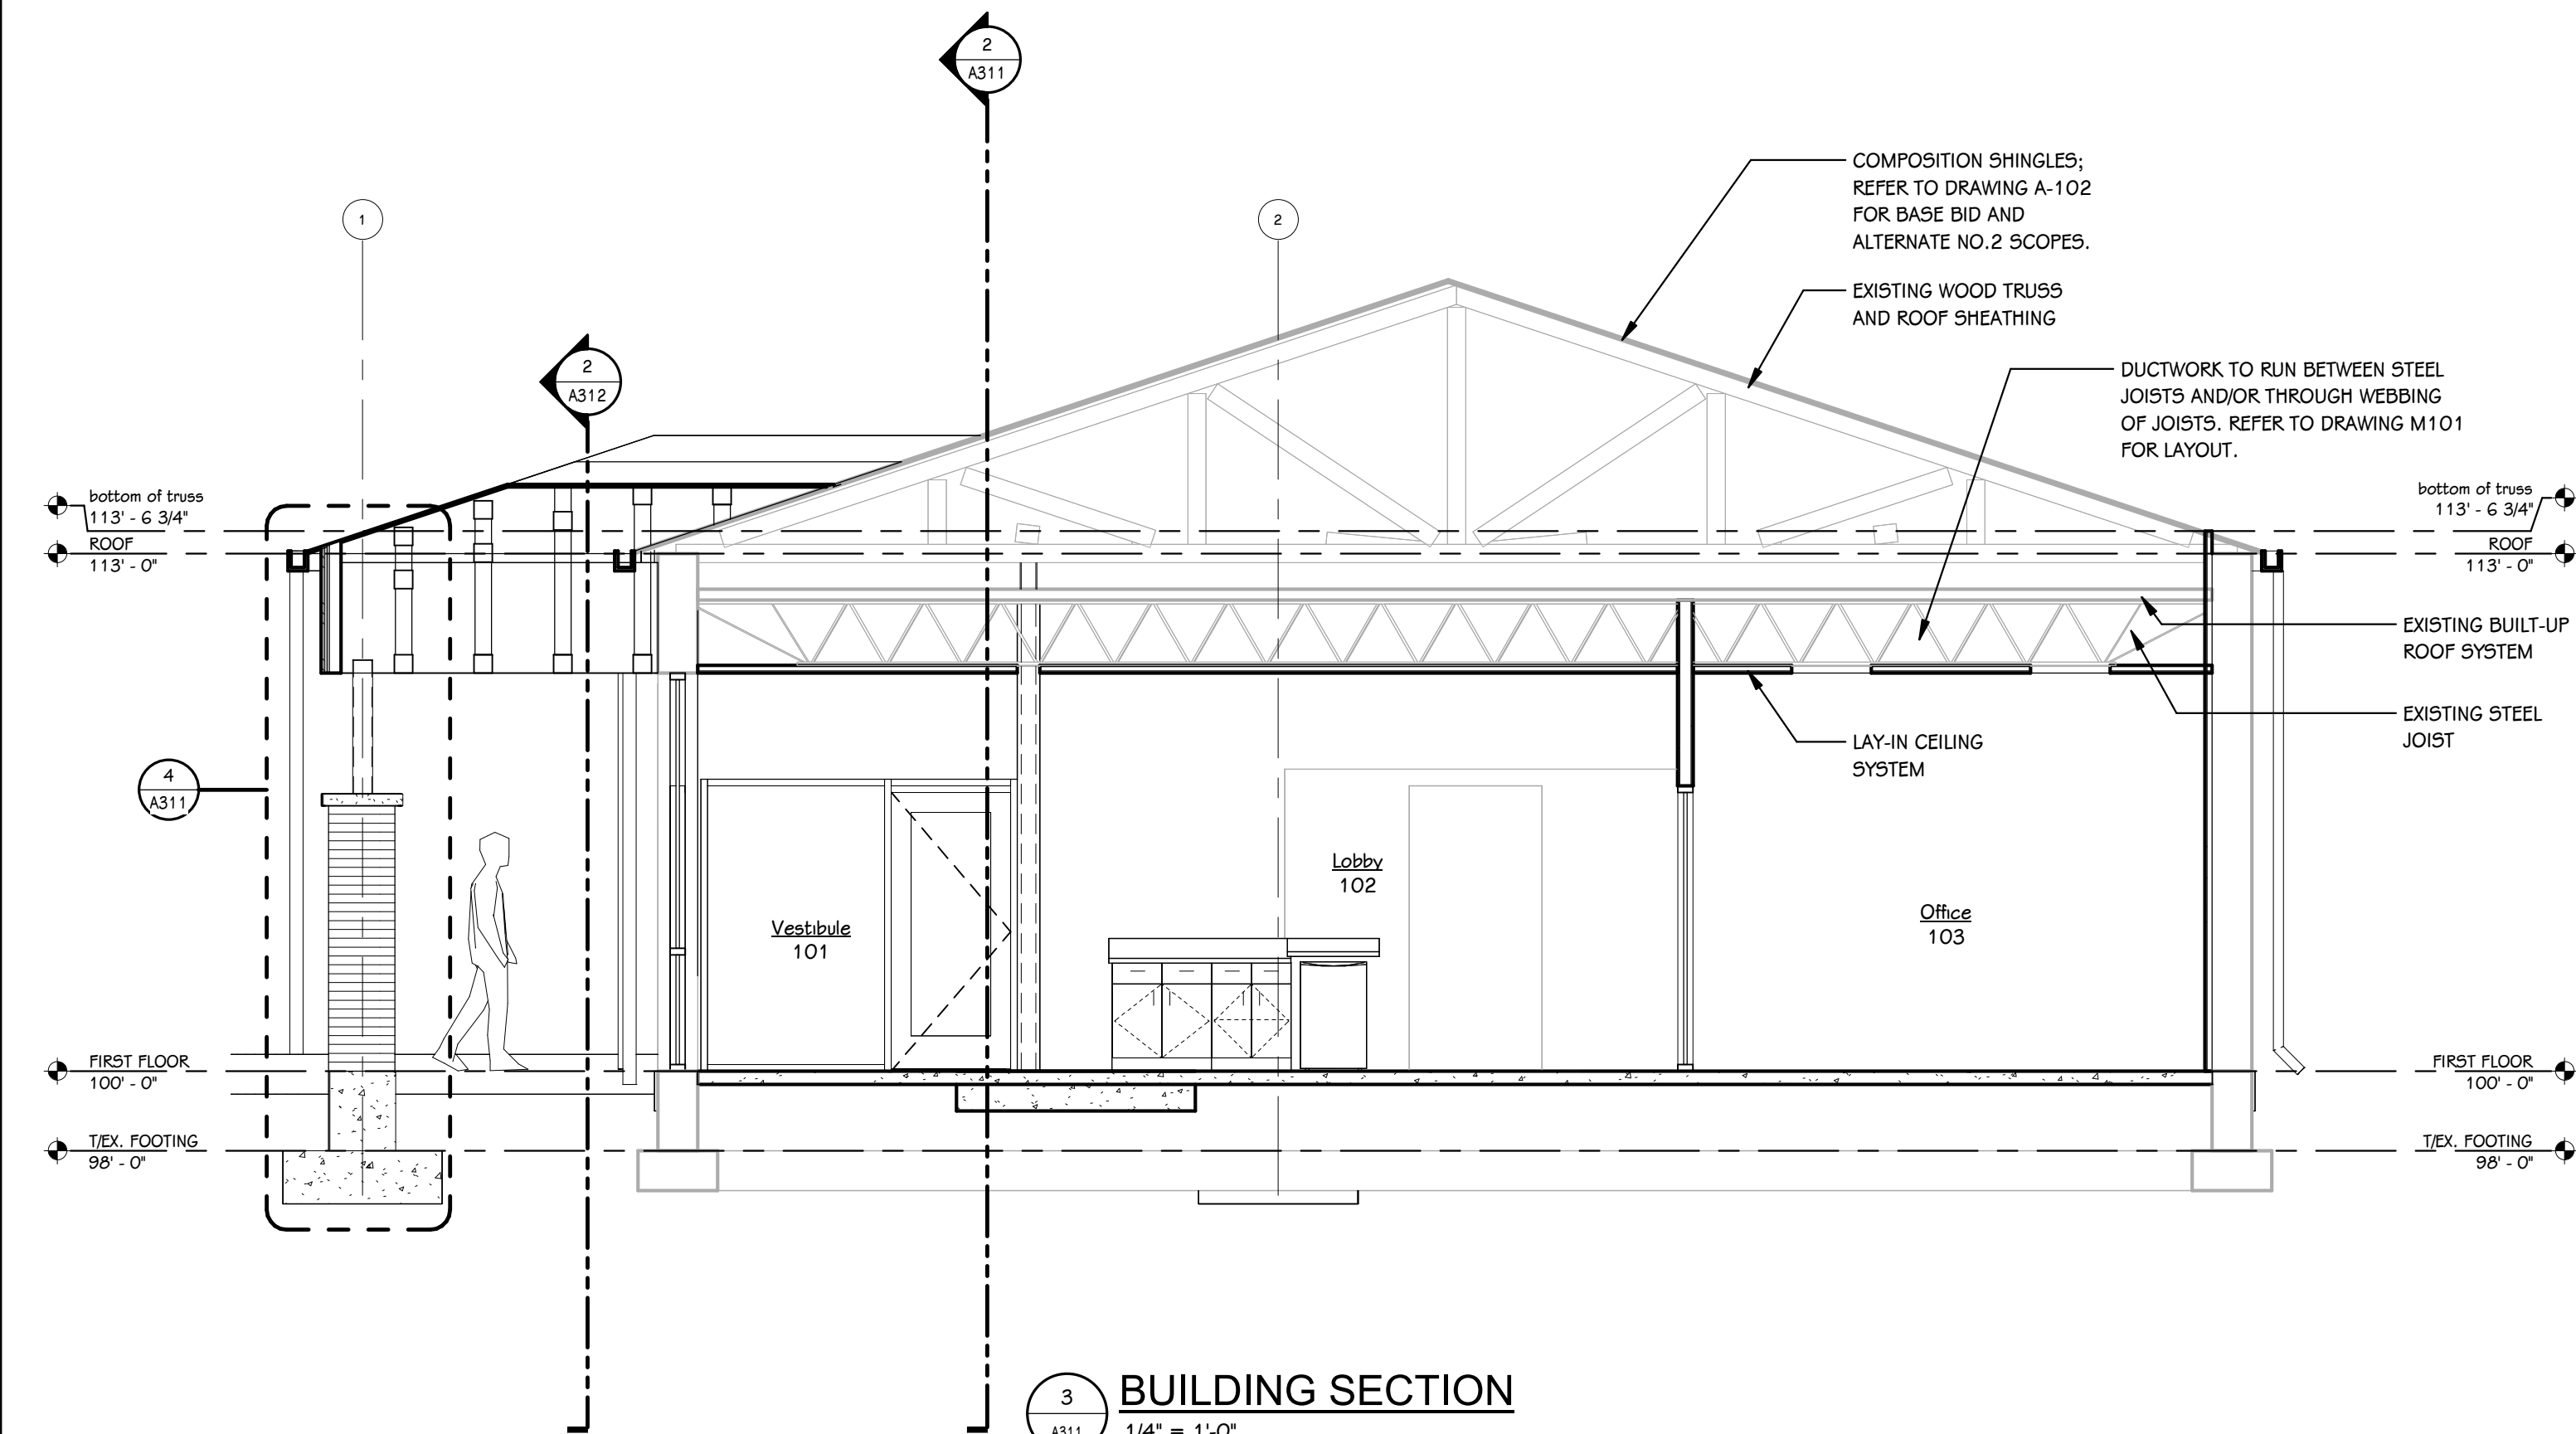 2
A311
COMPOSITION SHINGLES;
REFER TO DRAWING A-102
FOR BASE BID AND
ALTERNATE NO.2 SCOPES.
1
2
EXISTING WOOD TRUSS
AND ROOF SHEATHING
2
A312
DUCTWORK TO RUN BETWEEN STEEL
JOISTS AND/OR THROUGH WEBBING
OF JOISTS. REFER TO DRAWING M101
FOR LAYOUT.
bottom of truss
113' - 6 3/4"
ROOF
113' - 0"
bottom of truss
113' - 6 3/4"
ROOF
113' - 0"
EXISTING BUILT-UP
ROOF SYSTEM
EXISTING STEEL
JOIST
LAY-IN CEILING
SYSTEM
4
A311
Lobby
102
Vestibule
101
Office
103
FIRST FLOOR
100' - 0"
FIRST FLOOR
100' - 0"
T/EX. FOOTING
98' - 0"
T/EX. FOOTING
98' - 0"
3
A311
BUILDING SECTION
1/4" = 1'-0"